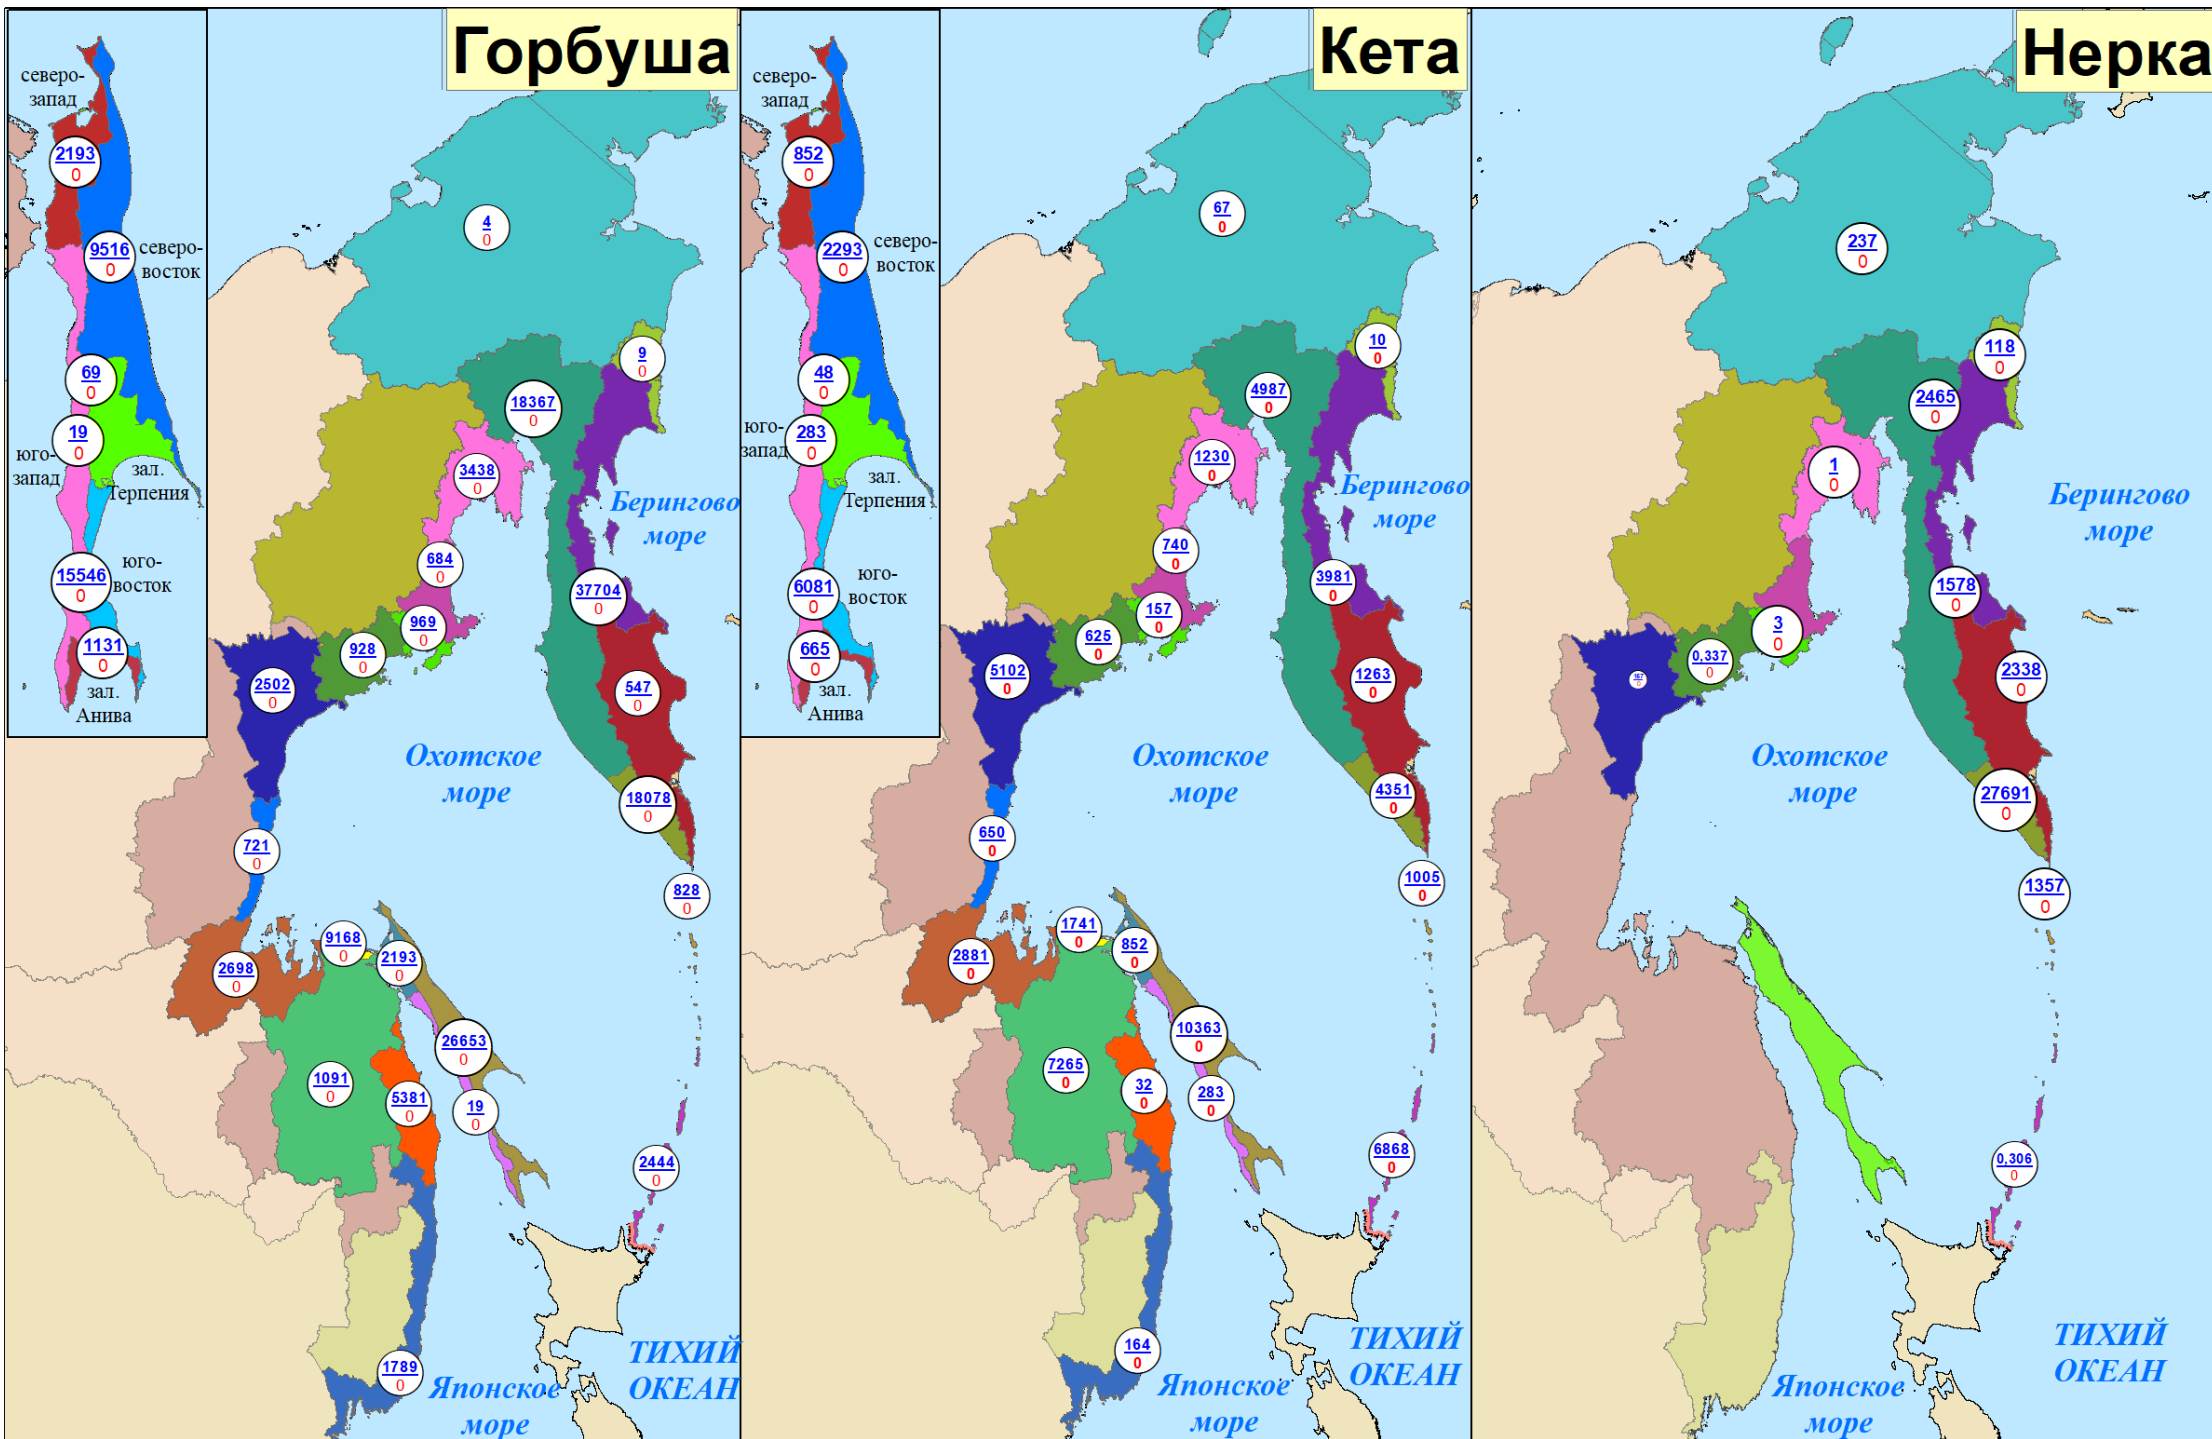 Горбуша
северо-
запад
2193
0
9516
0
северо-
восток
69
0
19
0
юго-
запад
зал.
Терпения
15546
0
юго-
восток
1131
0
зал.
Анива
4
0
9
0
18367
0
3438
0
Берингово
море
684
0
37704
0
969
0
928
0
2502
0
547
0
Охотское
море
18078
0
721
0
828
0
9168
0
2193
0
2698
0
26653
0
1091
0
5381
0
19
0
2444
0
1789
0
ТИХИЙ
ОКЕАН
Японское
море
Кета
северо-
запад
852
0
2293
0
северо-
восток
48
0
283
0
юго-
запад
зал.
Терпения
6081
0
юго-
восток
665
0
зал.
Анива
67
0
10
0
4987
0
1230
0
Берингово
море
740
0
3981
0
157
0
625
0
5102
0
1263
0
Охотское
море
4351
0
650
0
1005
0
1741
0
852
0
2881
0
10363
0
7265
0
32
0
283
0
6868
0
164
0
ТИХИЙ
ОКЕАН
Японское
море
Нерка
237
0
118
0
2465
0
1
0
Берингово
море
1578
0
3
0
0,337
0
167
0
2338
0
Охотское
море
27691
0
1357
0
0,306
0
ТИХИЙ
ОКЕАН
Японское
море